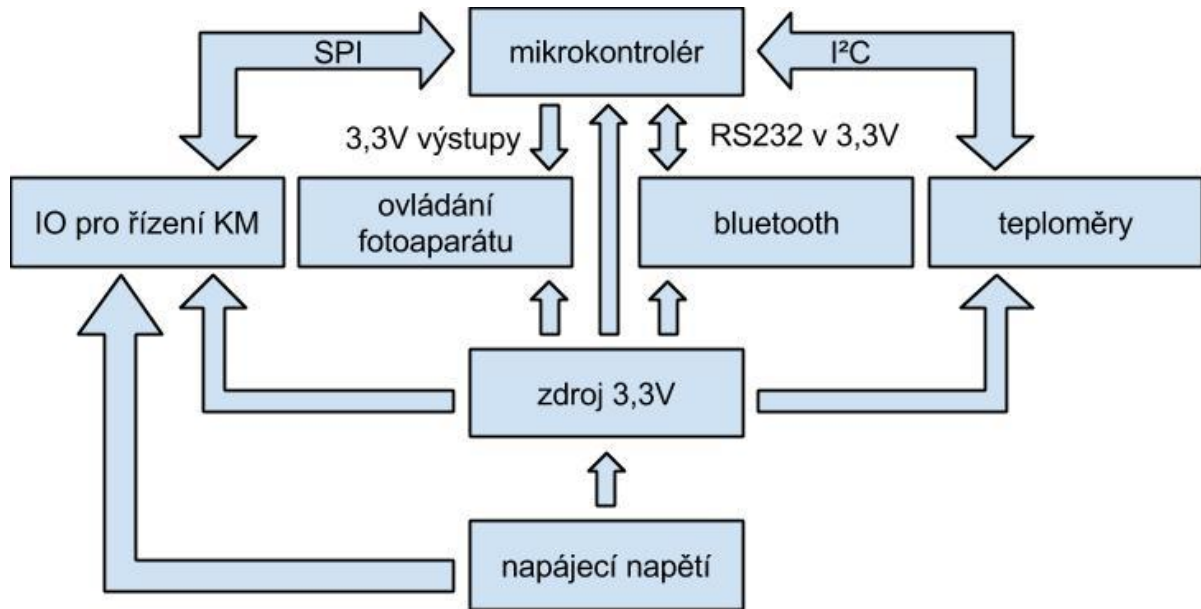 SPI
mikrokontrolér
I²C
3,3V výstupy
RS232 v 3,3V
IO pro řízení KM
ovládání
fotoaparátu
bluetooth
teploměry
zdroj 3,3V
napájecí napětí